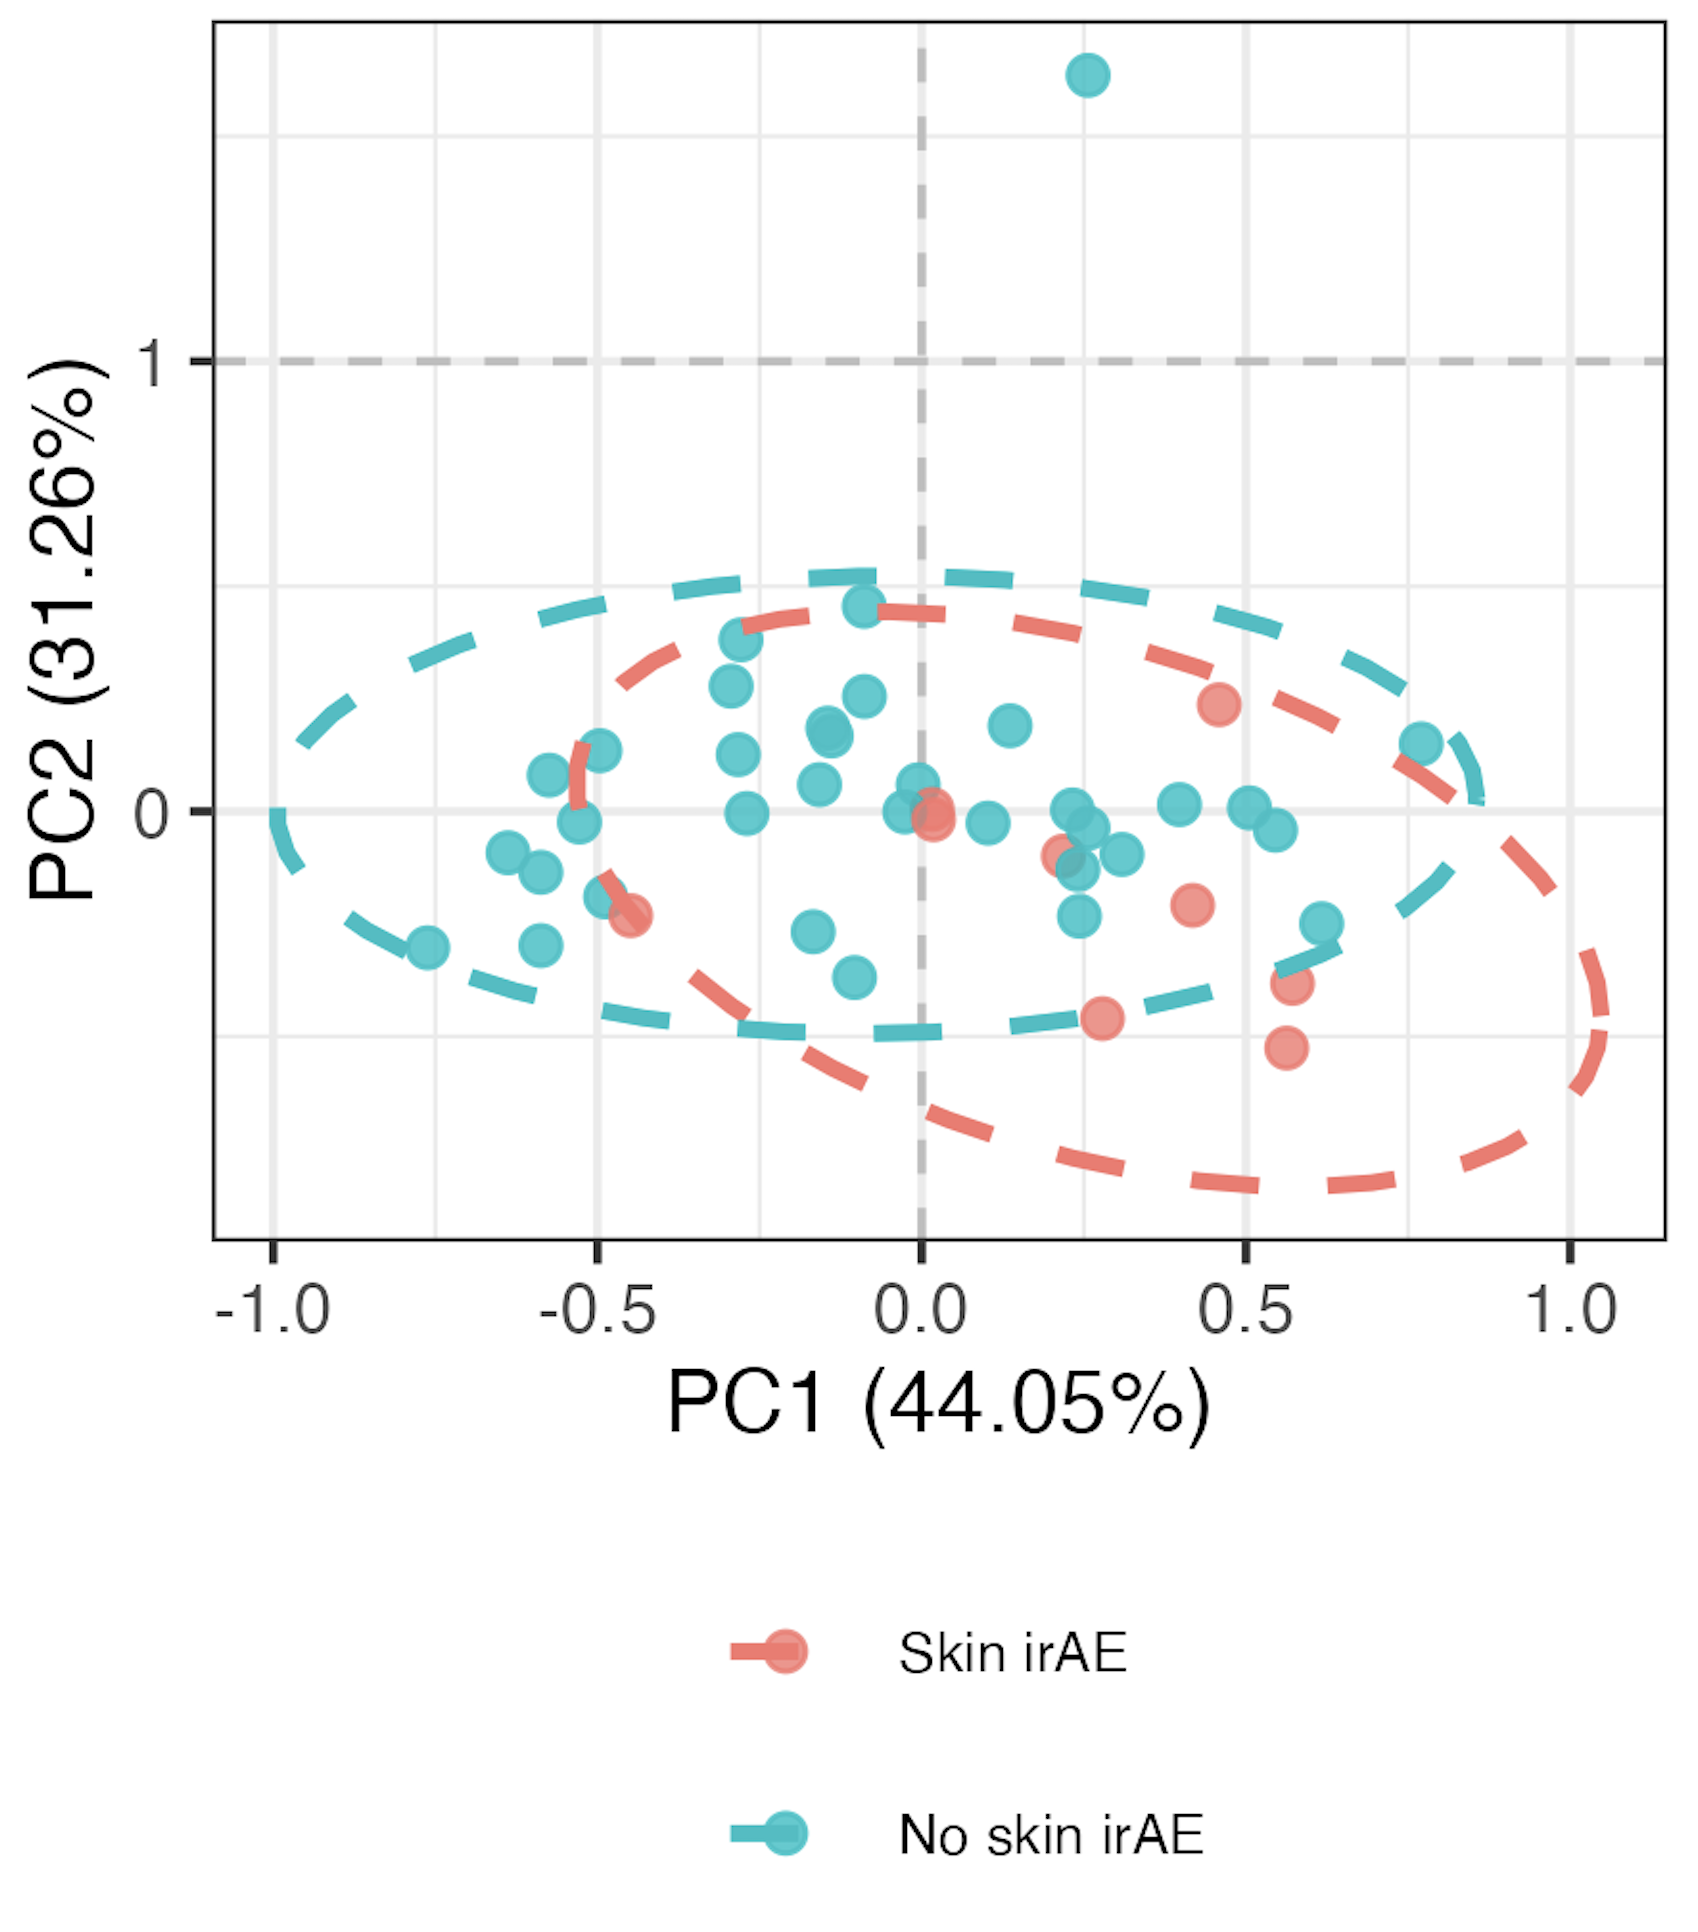 PC2 (31.26%)
1
0
-1.0 -0.5 0.0 0.5 1.0
PC1 (44.05%)
Skin irAE
No skin irAE